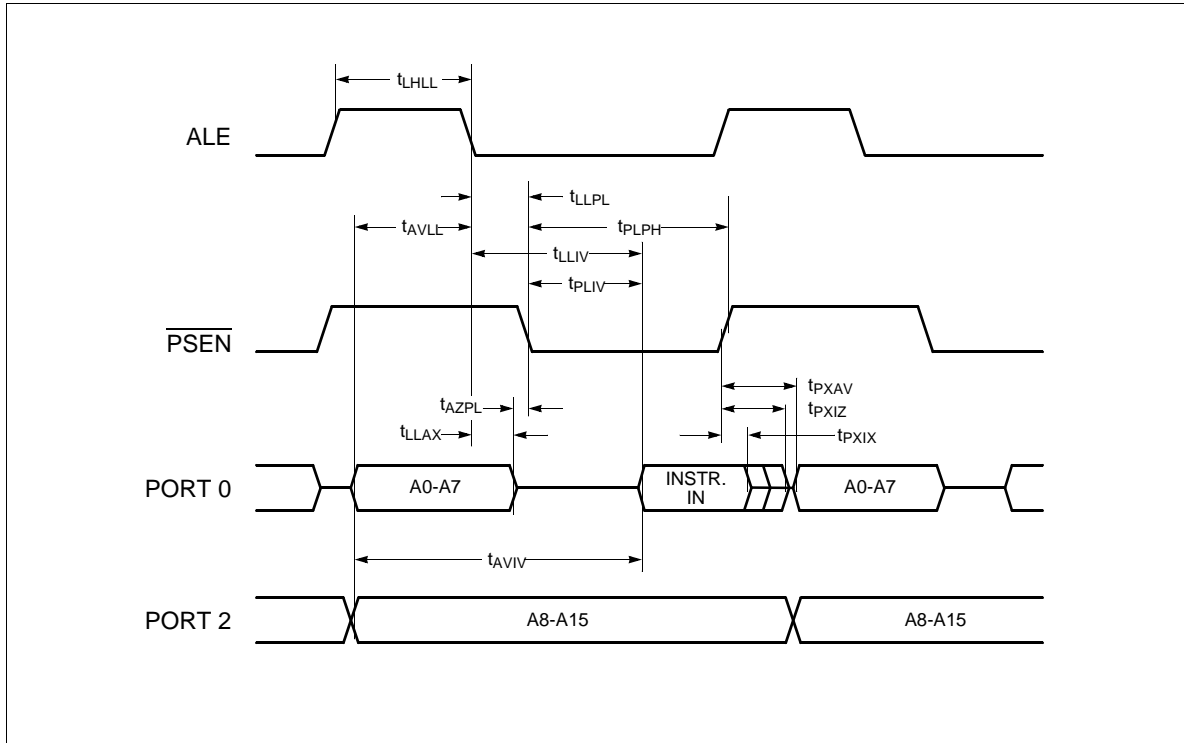 tLHLL
ALE
tLLPL
tAVLL
tPLPH
tLLIV
tPLIV
PSEN
tPXAV
tAZPL
tPXIZ
tLLAX
tPXIX
PORT 0
A0-A7
INSTR.
IN
A0-A7
tAVIV
PORT 2
A8-A15
A8-A15